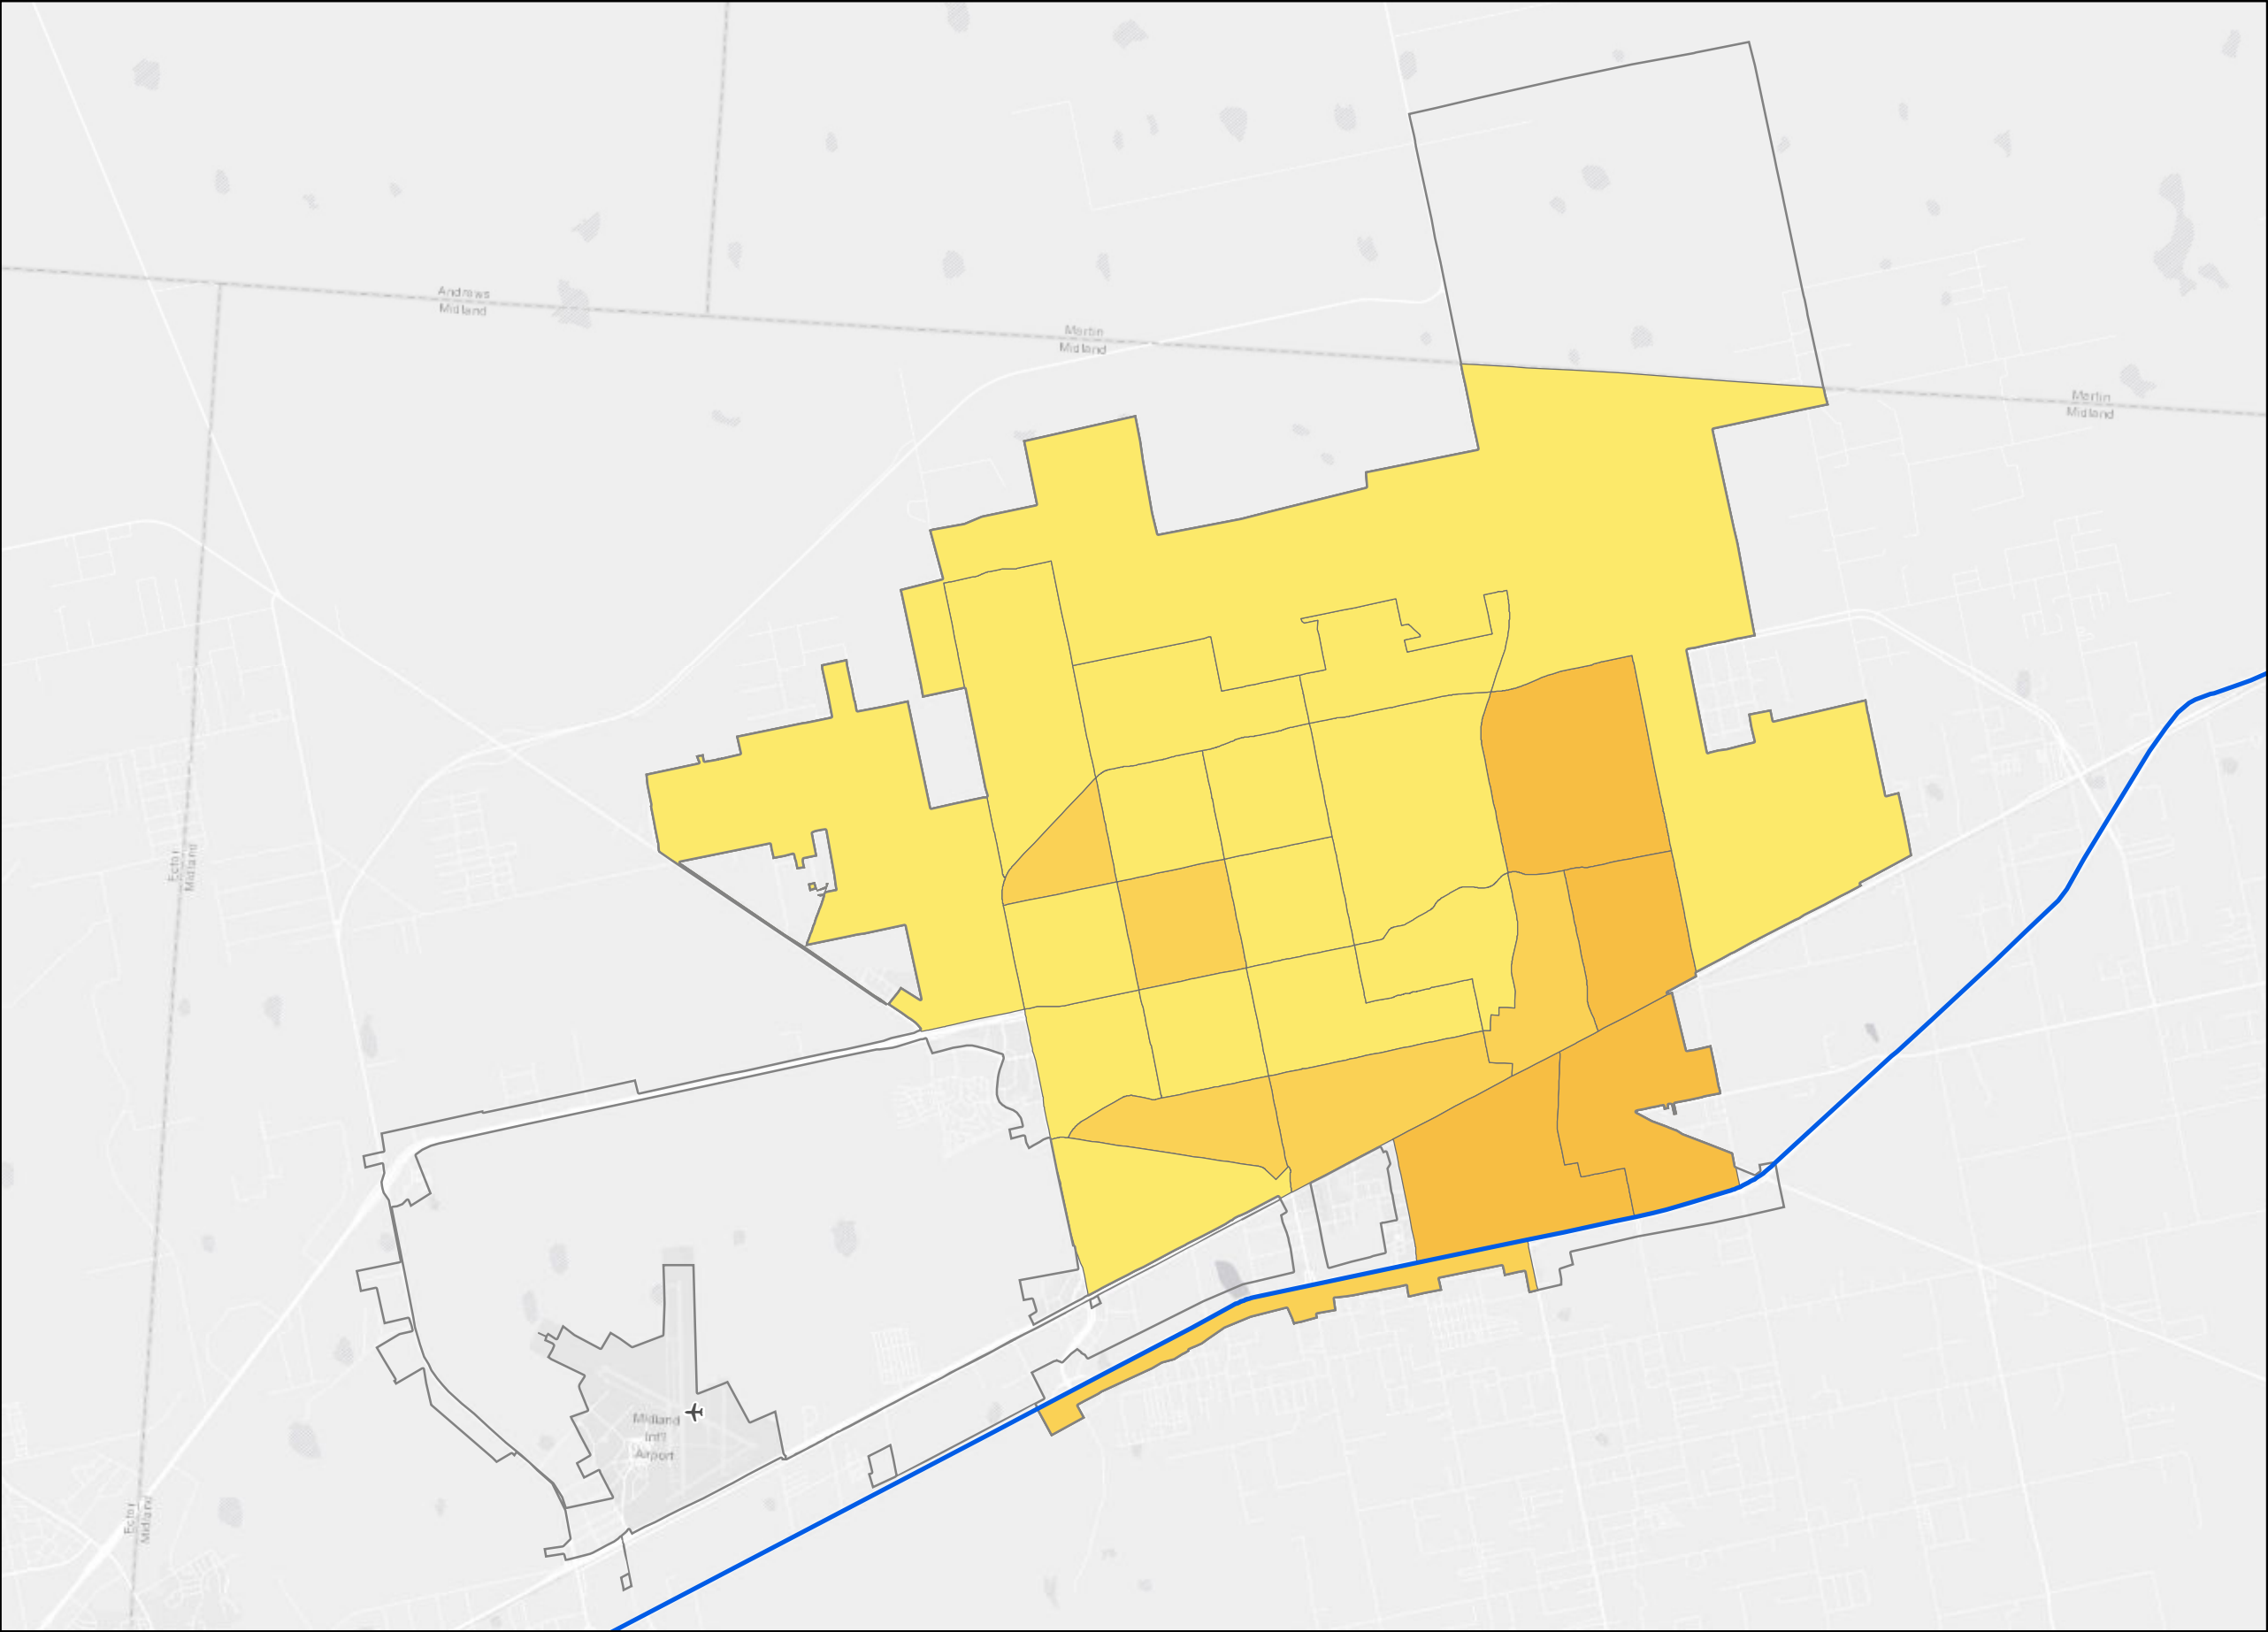 Andrews
Midland
Martin
Midland
Martin
Midland
Ector
Midland
Midland
Int'l
Airport
Ector
Midland